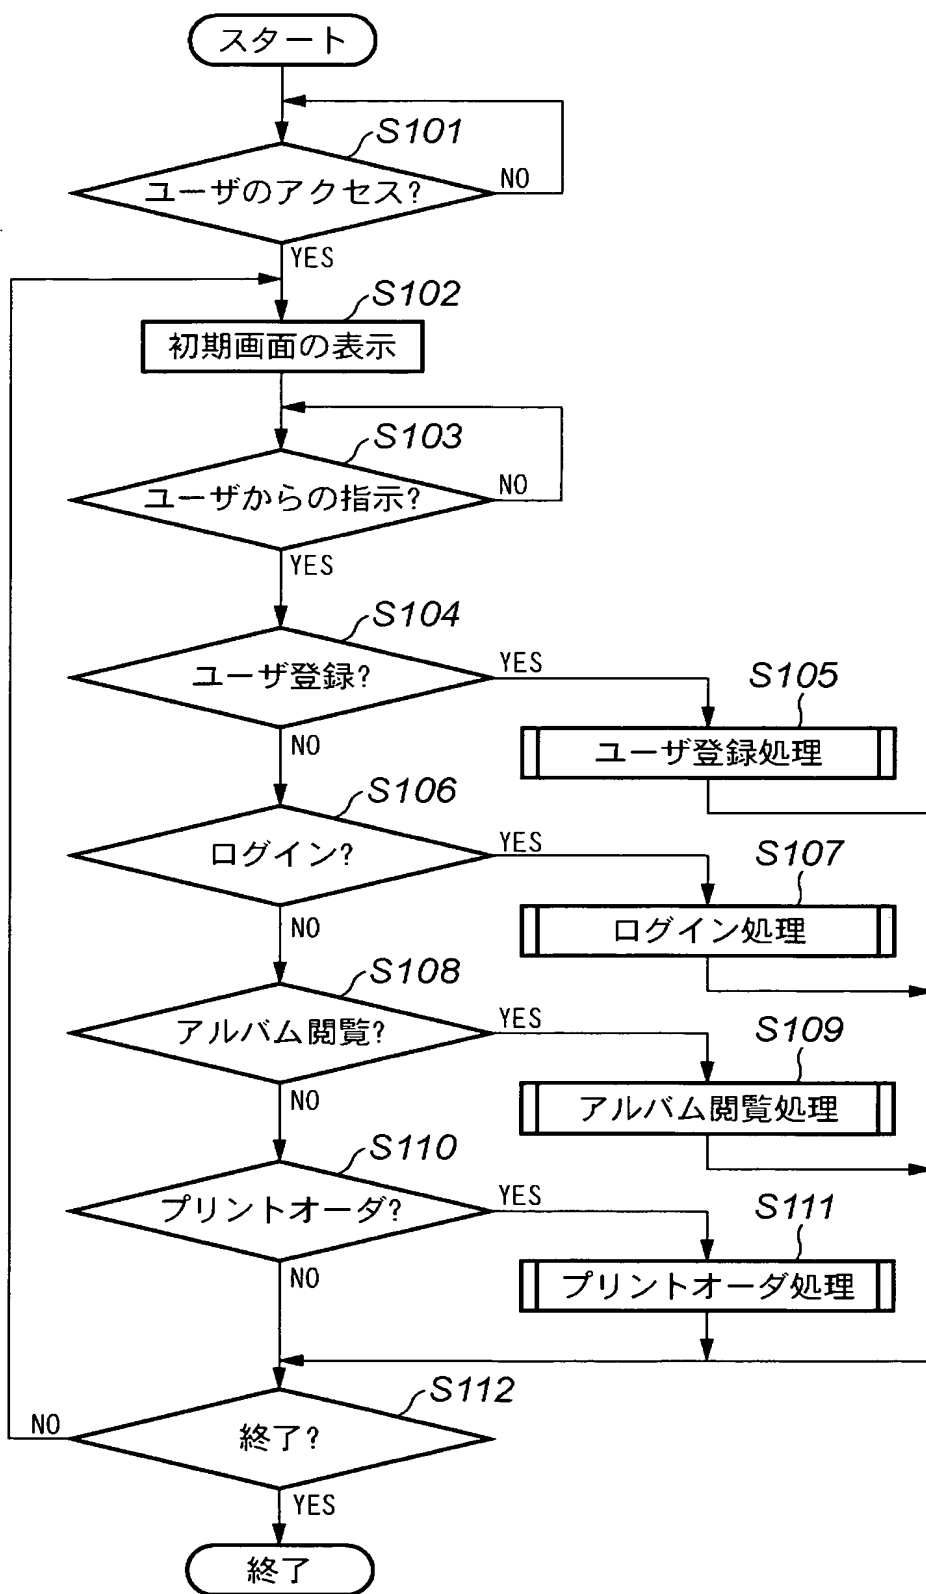 スタート
S101
ユーザのアクセス?
NO
YES
S102
初期画面の表示
S103
ユーザからの指示?
NO
YES
S104
ユーザ登録?
YES
S105
ユーザ登録処理
NO
S106
ログイン?
YES
S107
ログイン処理
NO
S108
アルバム閲覧?
YES
S109
アルバム閲覧処理
NO
S110
プリントオーダ?
YES
S111
プリントオーダ処理
NO
S112
終了?
NO
YES
終了